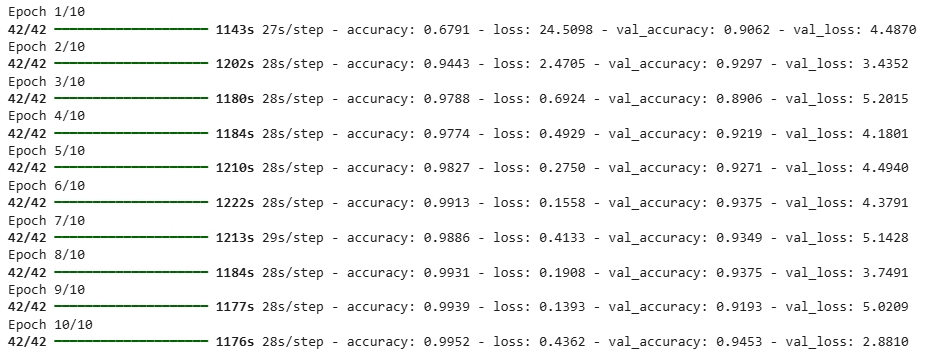 Epoch 1/10
42/42 ━━━━━━━━━━━━━━━━━━━━ 1143s 27s/step - accuracy: 0.6791 - loss: 24.5098 - val_accuracy: 0.9062 - val_loss: 4.4870
Epoch 2/10
42/42 ━━━━━━━━━━━━━━━━━━━━ 1202s 28s/step - accuracy: 0.9443 - loss: 2.4705 - val_accuracy: 0.9297 - val_loss: 3.4352
Epoch 3/10
42/42 ━━━━━━━━━━━━━━━━━━━━ 1180s 28s/step - accuracy: 0.9788 - loss: 0.6924 - val_accuracy: 0.8906 - val_loss: 5.2015
Epoch 4/10
42/42 ━━━━━━━━━━━━━━━━━━━━ 1184s 28s/step - accuracy: 0.9774 - loss: 0.4929 - val_accuracy: 0.9219 - val_loss: 4.1801
Epoch 5/10
42/42 ━━━━━━━━━━━━━━━━━━━━ 1210s 28s/step - accuracy: 0.9827 - loss: 0.2750 - val_accuracy: 0.9271 - val_loss: 4.4940
Epoch 6/10
42/42 ━━━━━━━━━━━━━━━━━━━━ 1222s 28s/step - accuracy: 0.9913 - loss: 0.1558 - val_accuracy: 0.9375 - val_loss: 4.3791
Epoch 7/10
42/42 ━━━━━━━━━━━━━━━━━━━━ 1213s 29s/step - accuracy: 0.9886 - loss: 0.4133 - val_accuracy: 0.9349 - val_loss: 5.1428
Epoch 8/10
42/42 ━━━━━━━━━━━━━━━━━━━━ 1184s 28s/step - accuracy: 0.9931 - loss: 0.1908 - val_accuracy: 0.9375 - val_loss: 3.7491
Epoch 9/10
42/42 ━━━━━━━━━━━━━━━━━━━━ 1177s 28s/step - accuracy: 0.9939 - loss: 0.1393 - val_accuracy: 0.9193 - val_loss: 5.0209
Epoch 10/10
42/42 ━━━━━━━━━━━━━━━━━━━━ 1176s 28s/step - accuracy: 0.9952 - loss: 0.4362 - val_accuracy: 0.9453 - val_loss: 2.8810